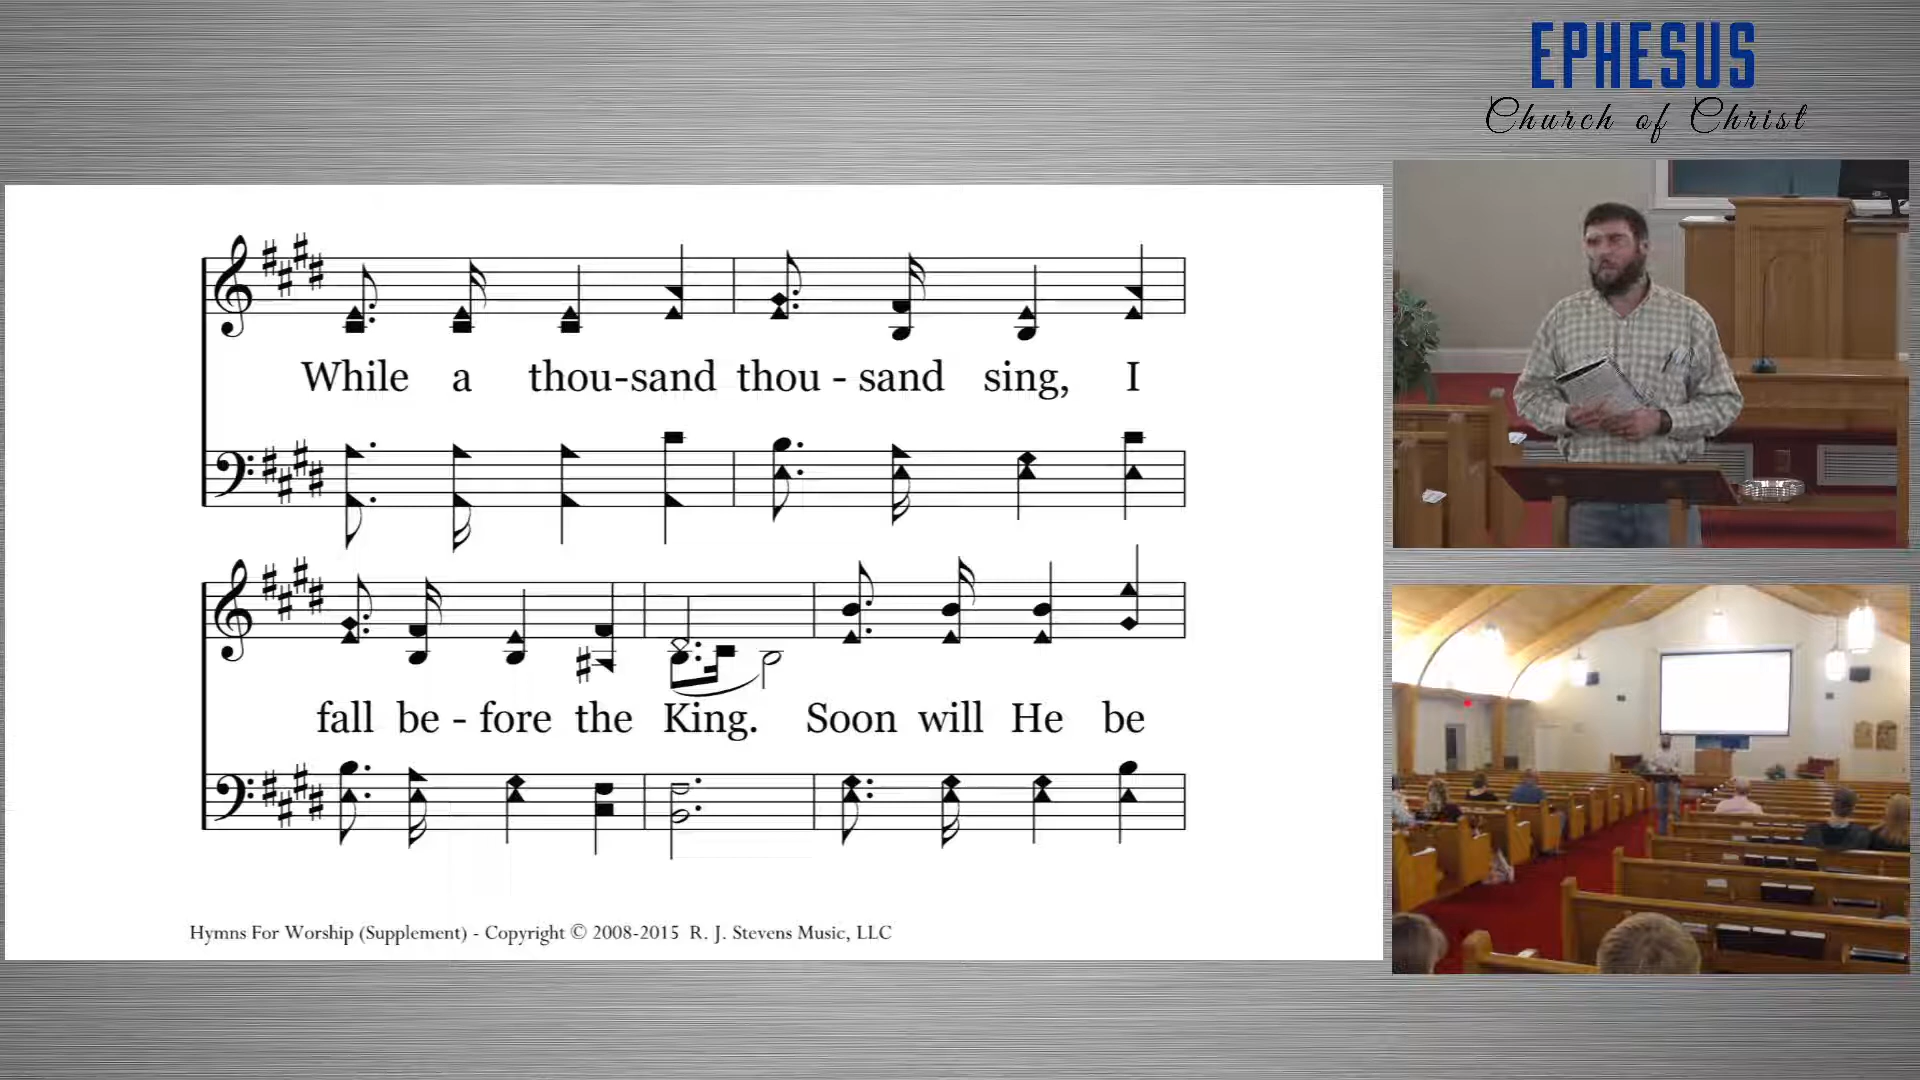 EPHESUS
Church of Christ
While a thou-sand thou - sand sing, I
fall be - fore the King. Soon will He be
Hymns For Worship (Supplement) - Copyright © 2008-2015 R. J. Stevens Music, LLC